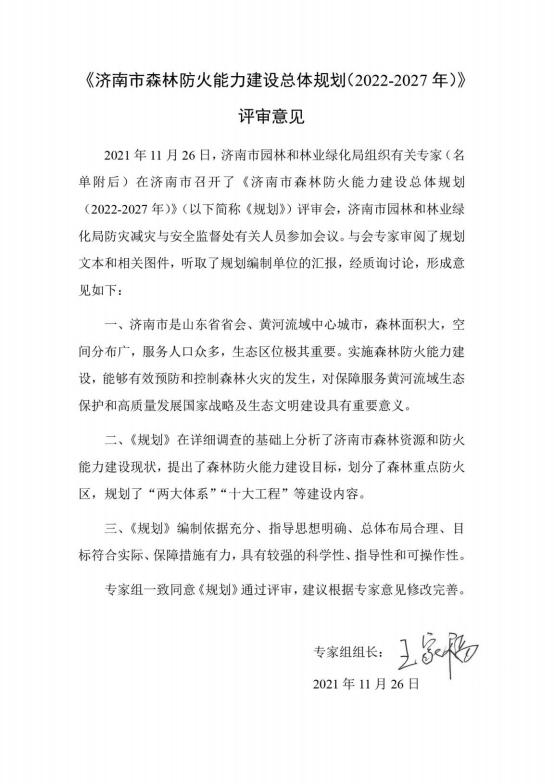 《济南市森林防火能力建设总体规划（2022-2027 年）》
评审意见
2021 年 11 月 26 日，济南市园林和林业绿化局组织有关专家（名
单附后）在济南市召开了《济南市森林防火能力建设总体规划
（2022-2027 年）》（以下简称《规划》）评审会，济南市园林和林业绿
化局防灾减灾与安全监督处有关人员参加会议。与会专家审阅了规划
文本和相关图件，听取了规划编制单位的汇报，经质询讨论，形成意
见如下：
一、济南市是山东省省会、黄河流域中心城市，森林面积大，空
间分布广，服务人口众多，生态区位极其重要。实施森林防火能力建
设，能够有效预防和控制森林火灾的发生，对保障服务黄河流域生态
保护和高质量发展国家战略及生态文明建设具有重要意义。
二、《规划》在详细调查的基础上分析了济南市森林资源和防火
能力建设现状，提出了森林防火能力建设目标，划分了森林重点防火
区，规划了“两大体系”“十大工程”等建设内容。
三、《规划》编制依据充分、指导思想明确、总体布局合理、目
标符合实际、保障措施有力，具有较强的科学性、指导性和可操作性。
专家组一致同意《规划》通过评审，建议根据专家意见修改完善。
专家组组长：
2021 年 11 月 26 日